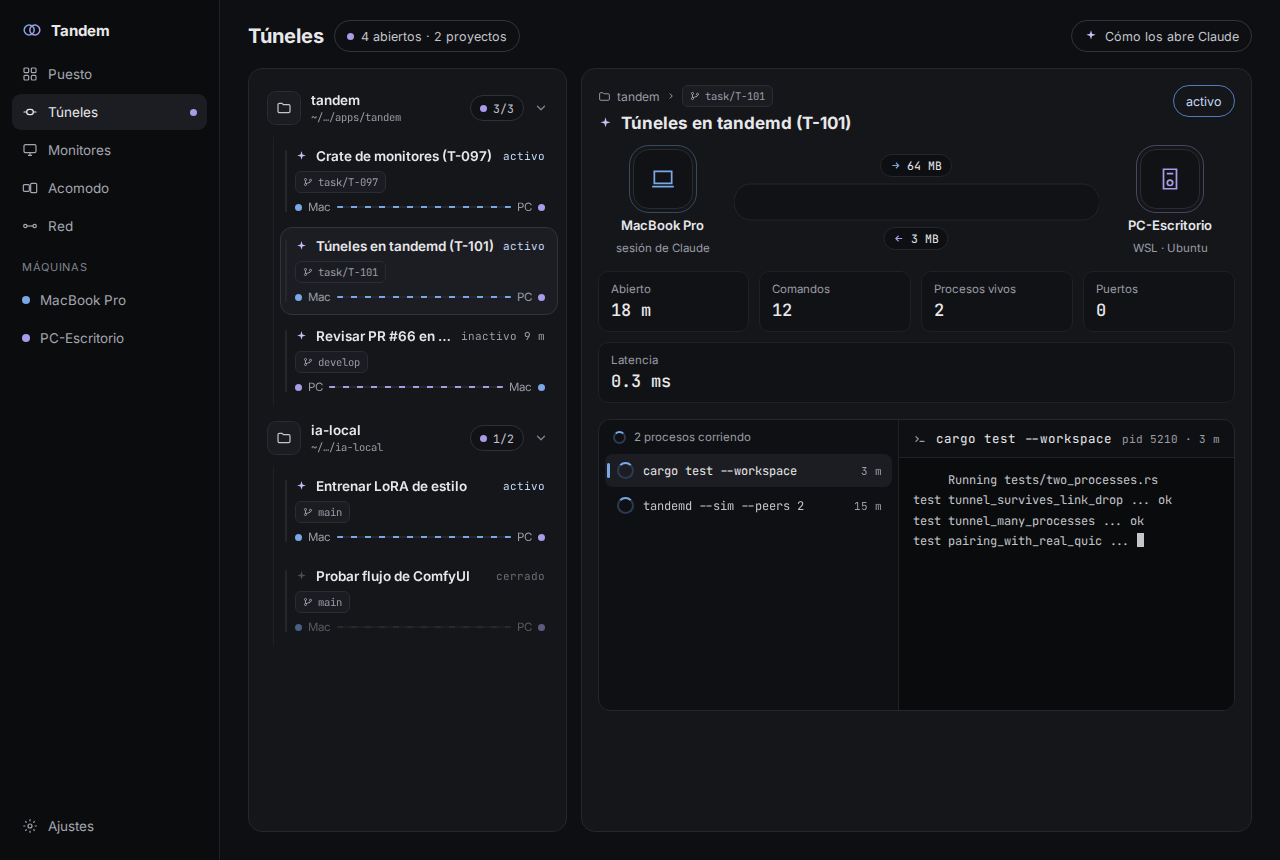 Tandem
Puesto
Túneles
Monitores
Acomodo
Red
MÁQUINAS
MacBook Pro
PC-Escritorio
Ajustes
Túneles
4 abiertos · 2 proyectos
Cómo los abre Claude
tandem
~/…/apps/tandem
3/3
Crate de monitores (T-097) activo
task/T-097
Mac PC
Túneles en tandemd (T-101) activo
task/T-101
Mac PC
Revisar PR #66 en … inactivo 9 m
develop
PC Mac
ia-local
~/…/ia-local
1/2
Entrenar LoRA de estilo activo
main
Mac PC
Probar flujo de ComfyUI cerrado
main
Mac PC
tandem › task/T-101
activo
Túneles en tandemd (T-101)
→ 64 MB
← 3 MB
MacBook Pro
sesión de Claude
PC-Escritorio
WSL · Ubuntu
Abierto
18 m
Comandos
12
Procesos vivos
2
Puertos
0
Latencia
0.3 ms
2 procesos corriendo
cargo test --workspace 3 m
tandemd --sim --peers 2 15 m
cargo test --workspace pid 5210 · 3 m
Running tests/two_processes.rs
test tunnel_survives_link_drop ... ok
test tunnel_many_processes ... ok
test pairing_with_real_quic ...